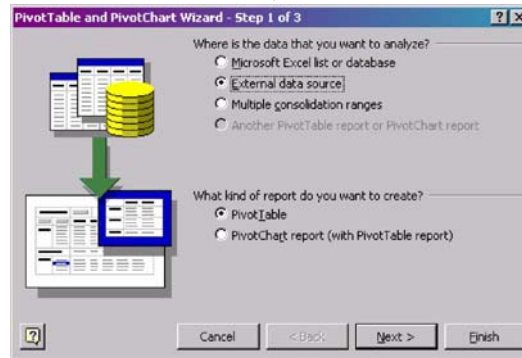 PivotTable and PivotChart Wizard - Step 1 of 3
Where is the data that you want to analyze?
Microsoft Excel list or database
External data source
Multiple consolidation ranges
Another PivotTable report or PivotChart report
What kind of report do you want to create?
PivotTable
PivotChart report (with PivotTable report)
Cancel
< Back
Next >
Finish